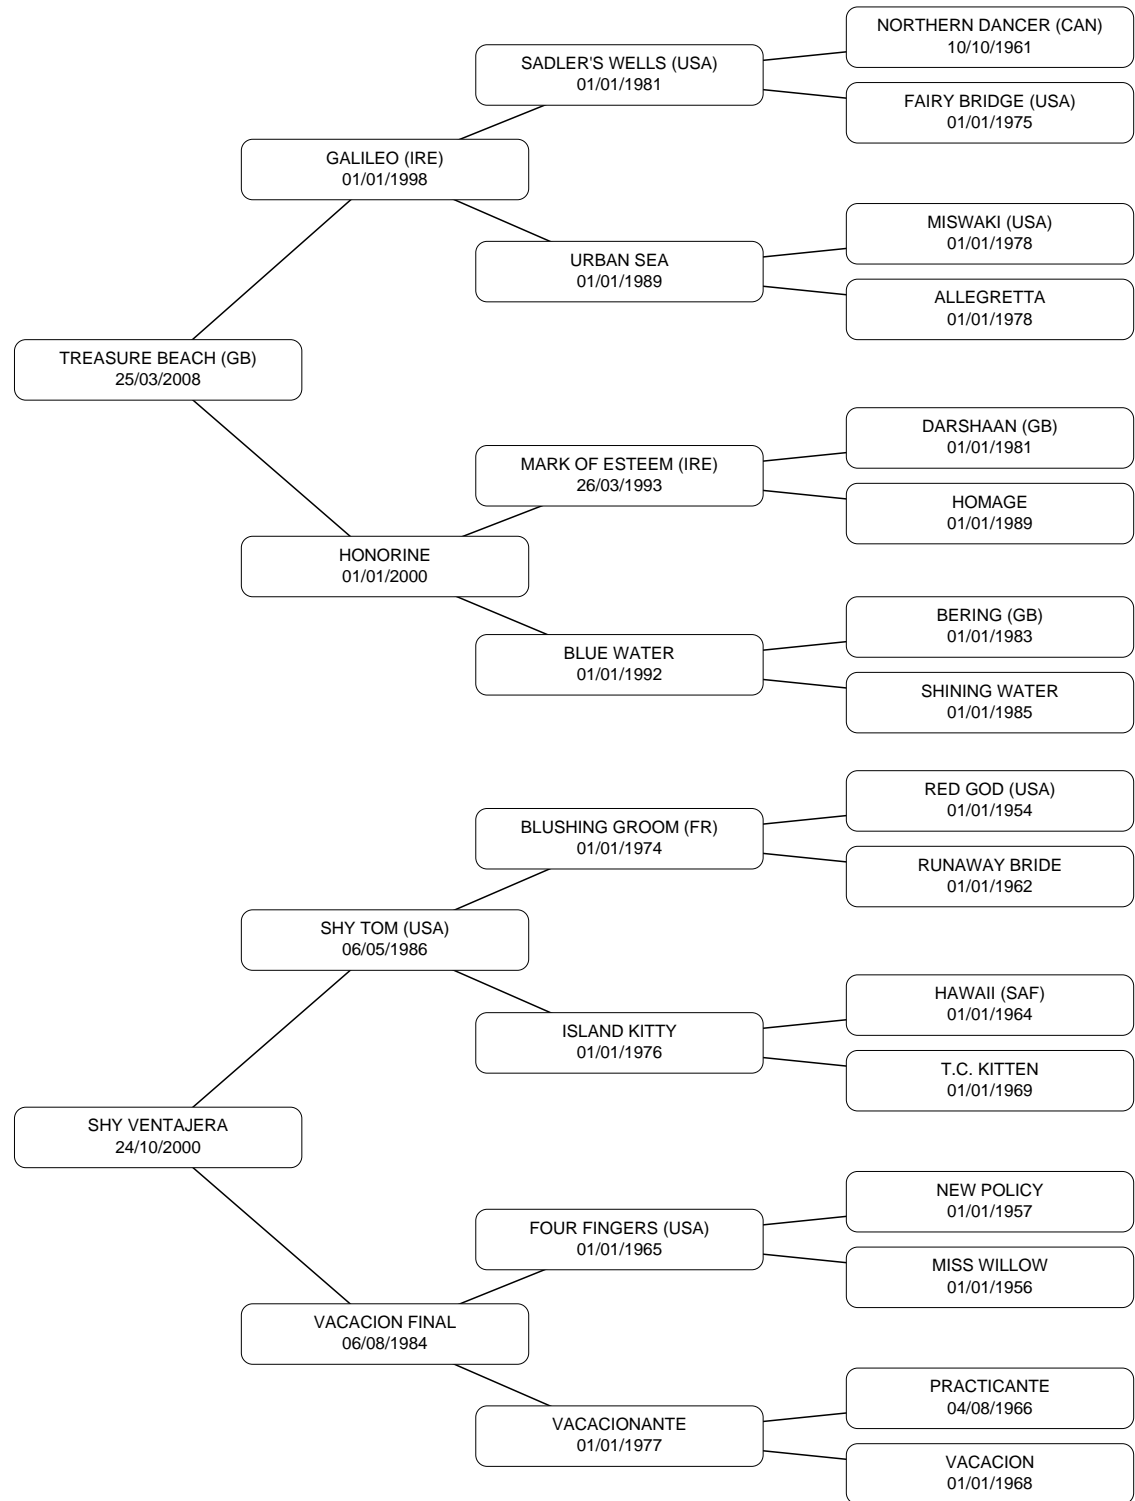 NORTHERN DANCER (CAN)
10/10/1961
SADLER'S WELLS (USA)
01/01/1981
FAIRY BRIDGE (USA)
01/01/1975
GALILEO (IRE)
01/01/1998
MISWAKI (USA)
01/01/1978
URBAN SEA
01/01/1989
ALLEGRETTA
01/01/1978
TREASURE BEACH (GB)
25/03/2008
DARSHAAN (GB)
01/01/1981
MARK OF ESTEEM (IRE)
26/03/1993
HOMAGE
01/01/1989
HONORINE
01/01/2000
BERING (GB)
01/01/1983
BLUE WATER
01/01/1992
SHINING WATER
01/01/1985
RED GOD (USA)
01/01/1954
BLUSHING GROOM (FR)
01/01/1974
RUNAWAY BRIDE
01/01/1962
SHY TOM (USA)
06/05/1986
HAWAII (SAF)
01/01/1964
ISLAND KITTY
01/01/1976
T.C. KITTEN
01/01/1969
SHY VENTAJERA
24/10/2000
NEW POLICY
01/01/1957
FOUR FINGERS (USA)
01/01/1965
MISS WILLOW
01/01/1956
VACACION FINAL
06/08/1984
PRACTICANTE
04/08/1966
VACACIONANTE
01/01/1977
VACACION
01/01/1968